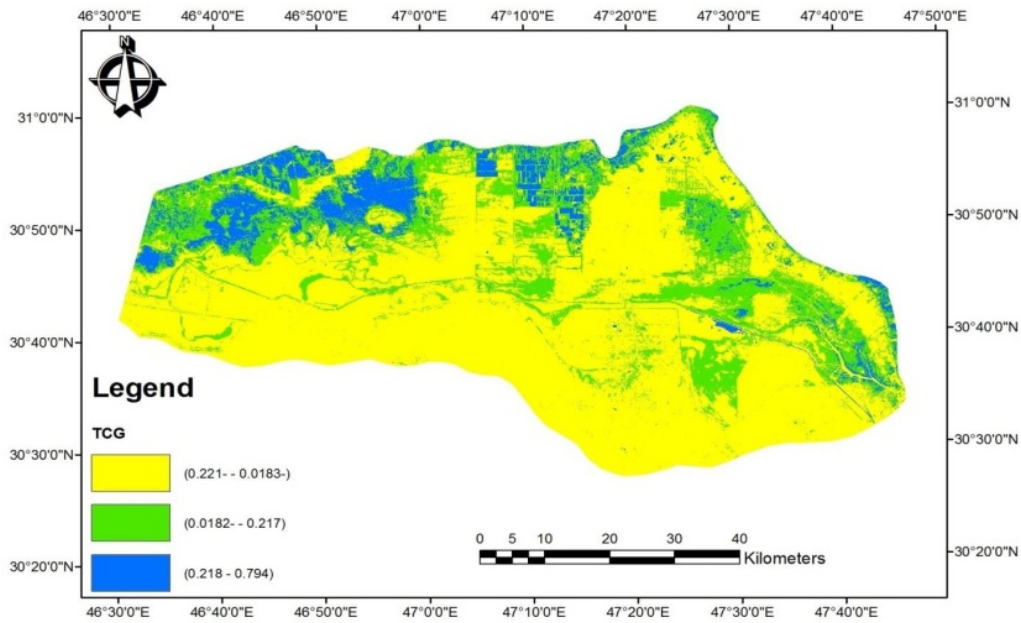 46°30'0"E 46°40'0"E 46°50'0"E 47°0'0"E 47°10'0"E 47°20'0"E 47°30'0"E 47°40'0"E 47°50'0"E
N
31°0'0"N
31°0'0"N
30°50'0"N
30°50'0"N
30°40'0"N
30°40'0"N
Legend
TCG
30°30'0"N
30°30'0"N
(0.221- - 0.0183-)
(0.0182- - 0.217)
0 5 10 20 30 40
Kilometers
30°20'0"N
30°20'0"N
(0.218 - 0.794)
46°30'0"E 46°40'0"E 46°50'0"E 47°0'0"E 47°10'0"E 47°20'0"E 47°30'0"E 47°40'0"E